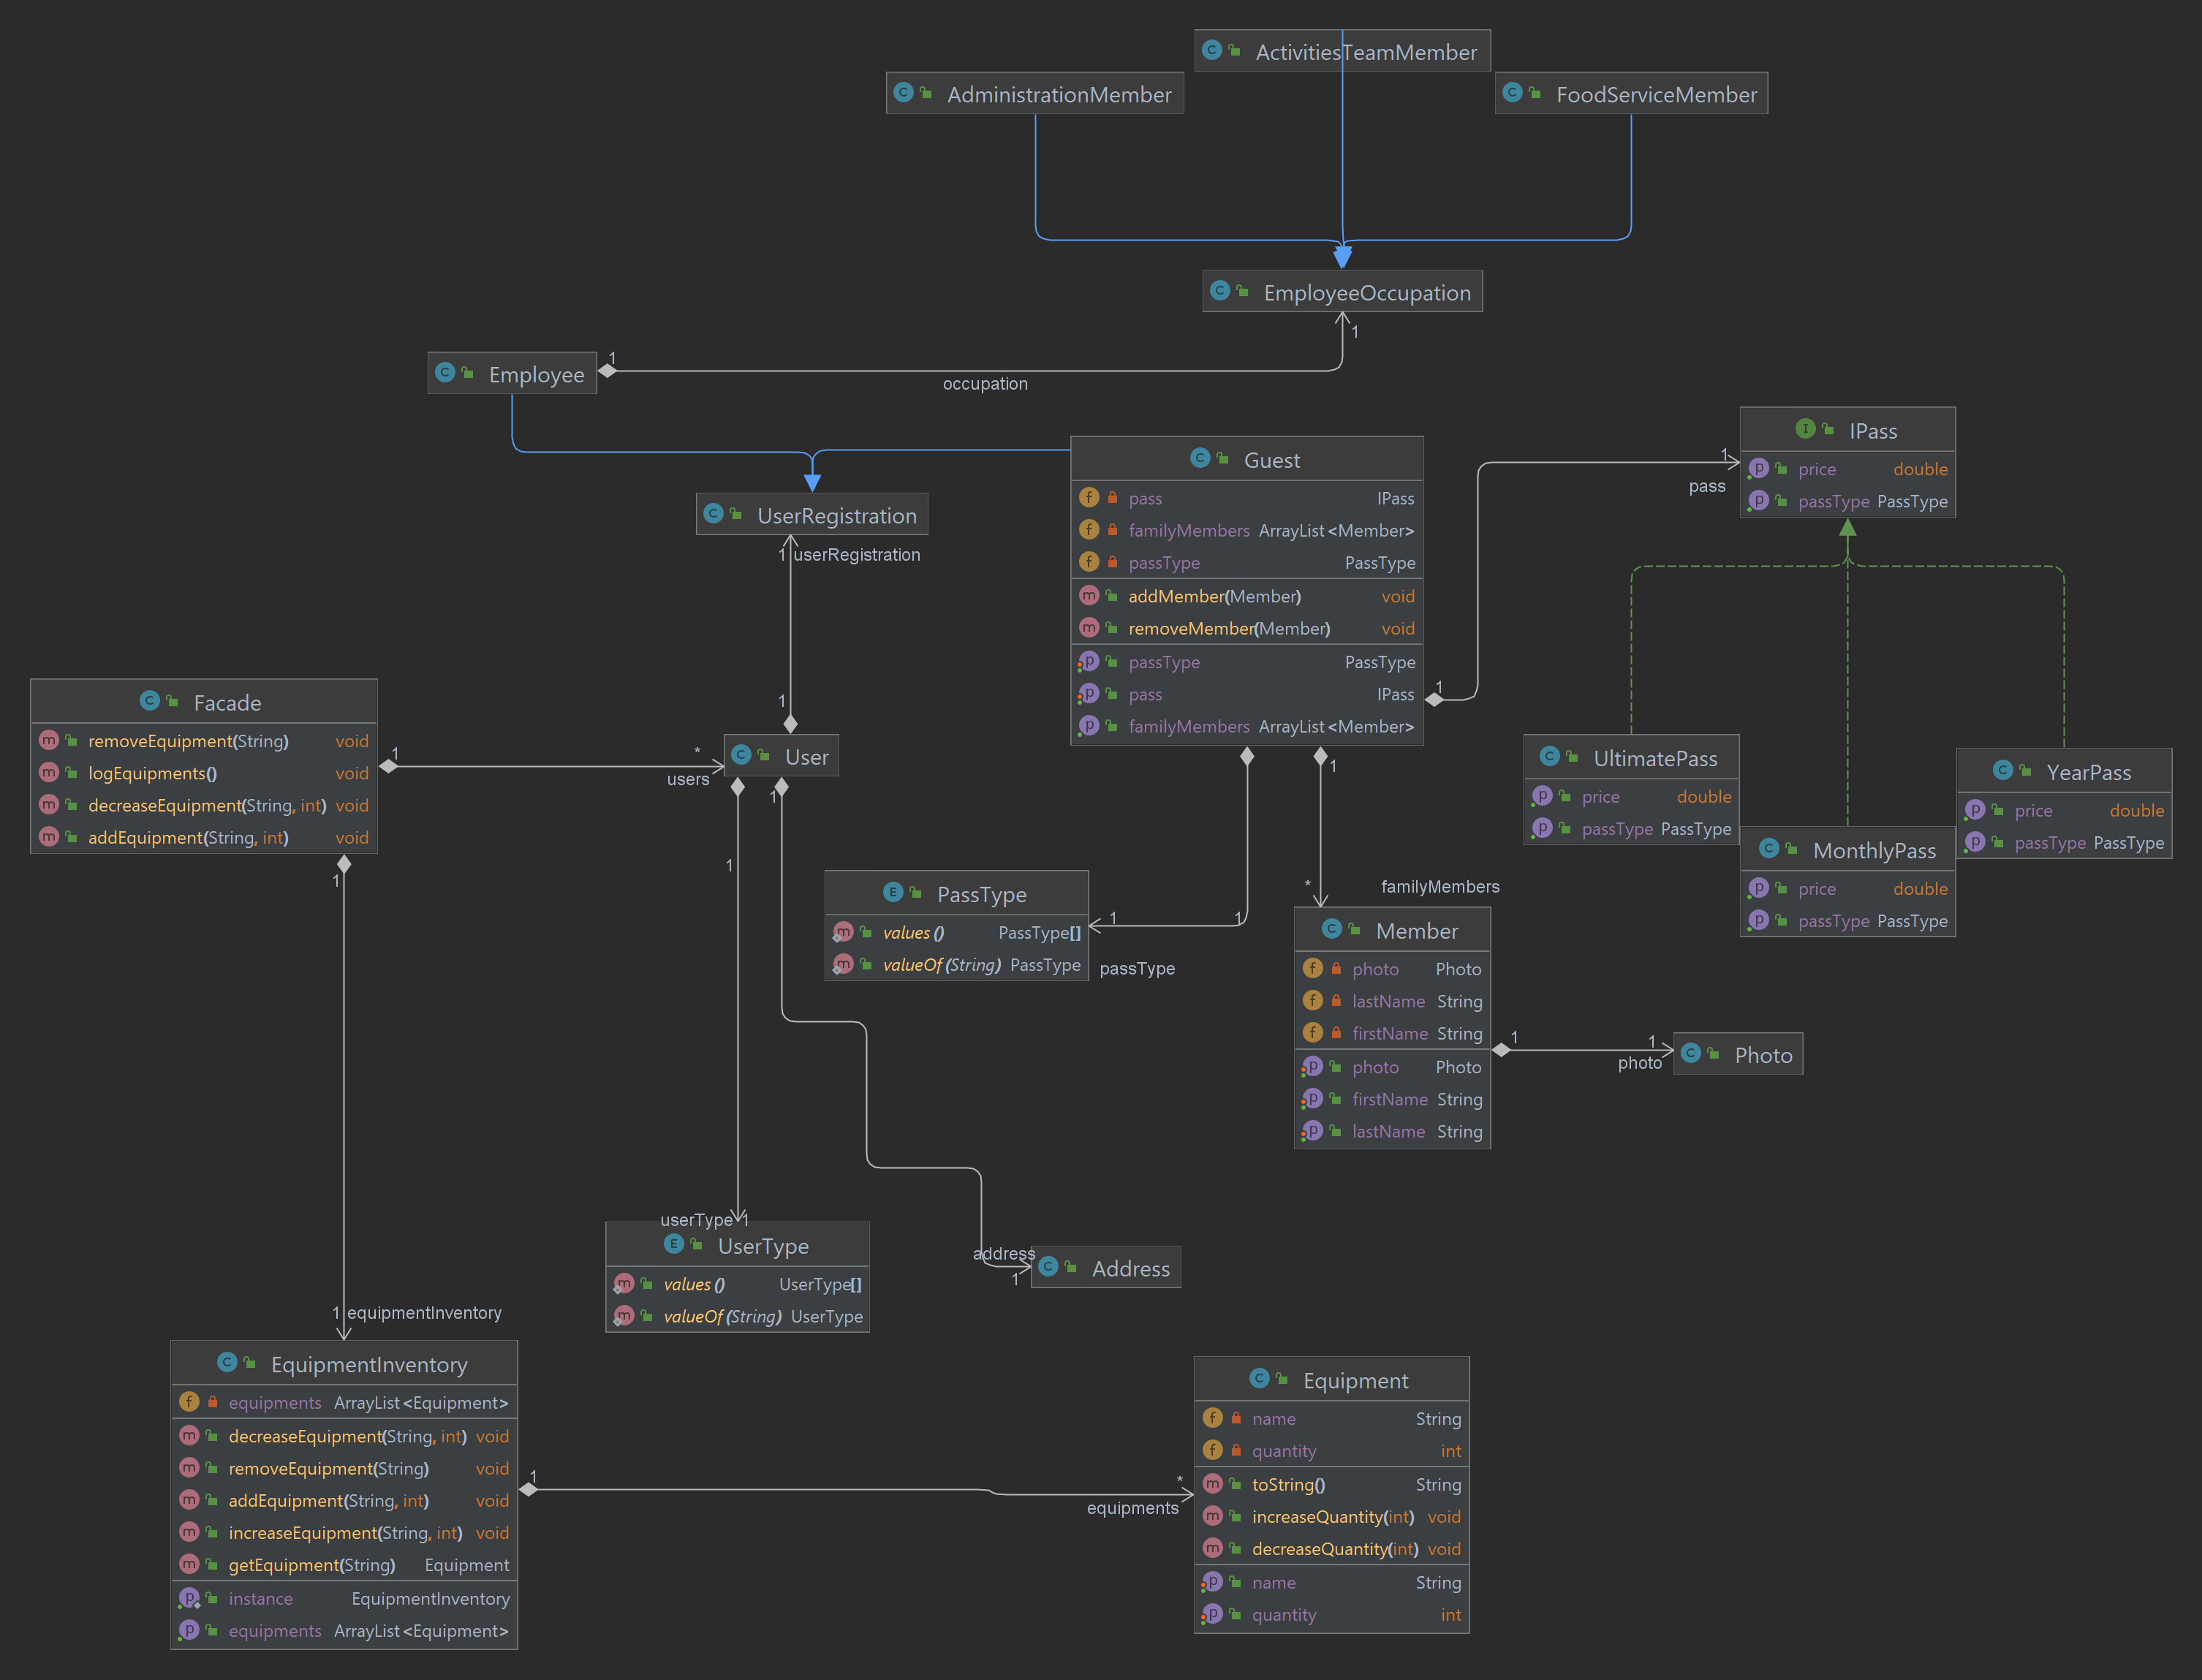 ActivitiesTeamMember
AdministrationMember
FoodServiceMember
EmployeeOccupation
1
Employee
1
occupation
IPass
price double
passType PassType
1
pass
Guest
pass IPass
familyMembers ArrayList<Member>
passType PassType
addMember(Member) void
removeMember(Member) void
passType PassType
pass IPass
familyMembers ArrayList<Member>
1
1
UserRegistration
1 userRegistration
1
Facade
removeEquipment(String) void
logEquipments() void
decreaseEquipment(String, int) void
addEquipment(String, int) void
1
*
users
User
1
1
1
UltimatePass
price double
passType PassType
YearPass
price double
passType PassType
MonthlyPass
price double
passType PassType
PassType
values() PassType[]
valueOf(String) PassType
1
1
passType
*
familyMembers
Member
photo Photo
lastName String
firstName String
photo Photo
firstName String
lastName String
1
1
photo
Photo
userType 1
UserType
values() UserType[]
valueOf(String) UserType
address
1
Address
1
1 equipmentInventory
EquipmentInventory
equipments ArrayList<Equipment>
decreaseEquipment(String, int) void
removeEquipment(String) void
addEquipment(String, int) void
increaseEquipment(String, int) void
getEquipment(String) Equipment
instance EquipmentInventory
equipments ArrayList<Equipment>
1
*
equipments
Equipment
name String
quantity int
toString() String
increaseQuantity(int) void
decreaseQuantity(int) void
name String
quantity int